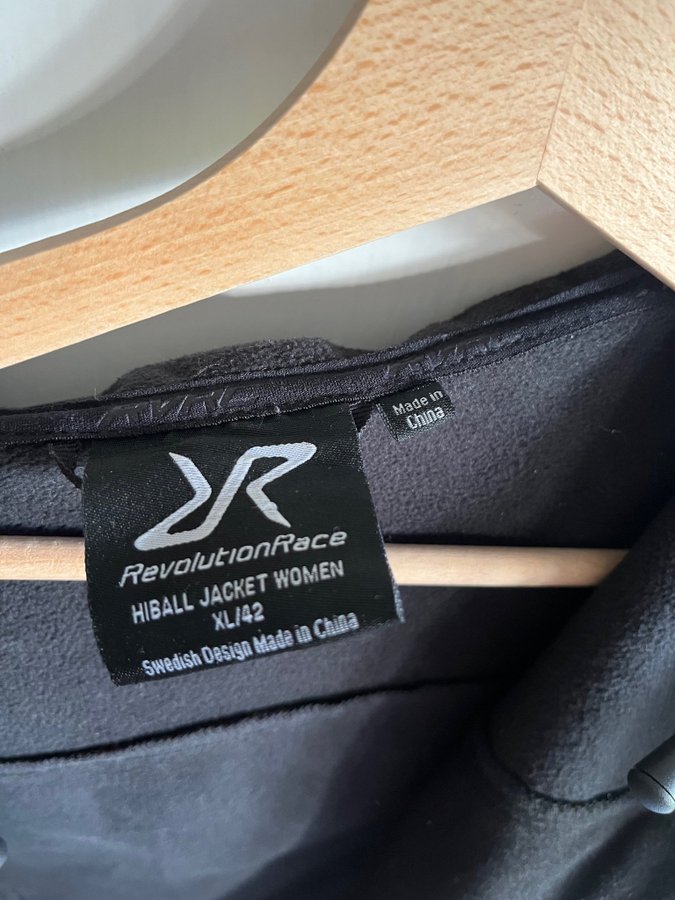 Made in
China
RevolutionRace
HIBALL JACKET WOMEN
XL/42
Swedish Design Made in China